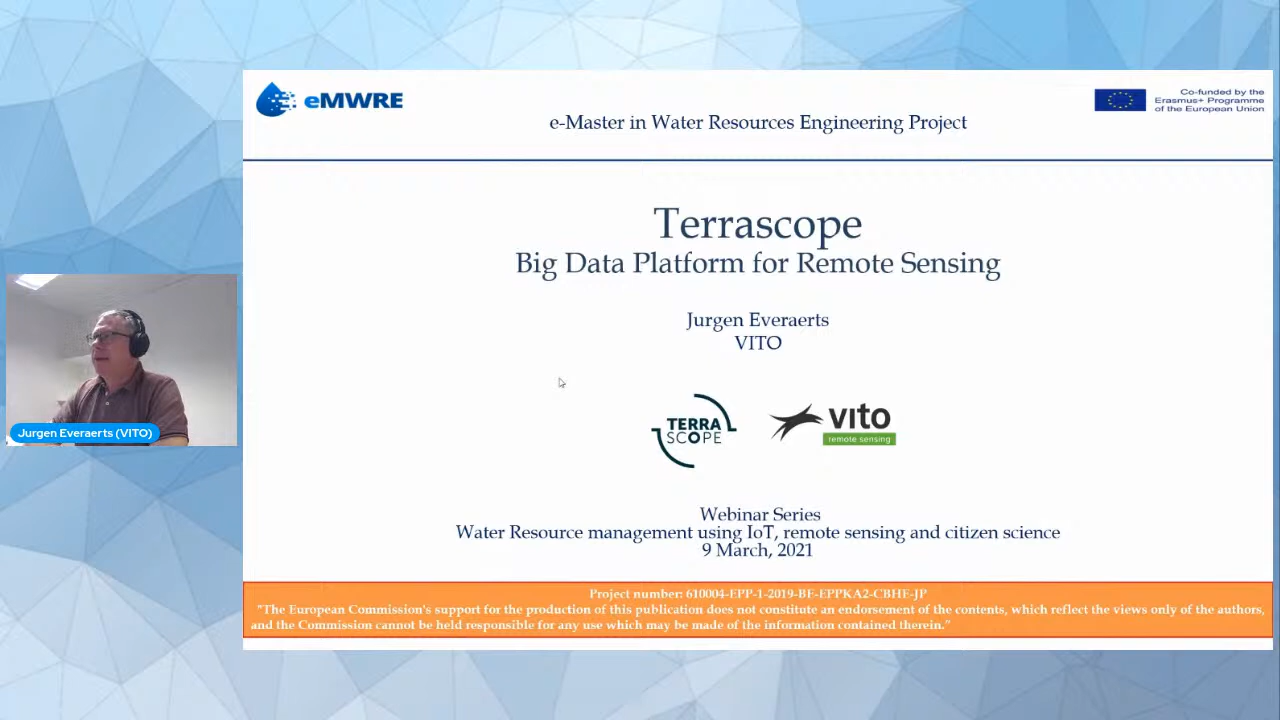 eMWRE
Co-funded by the
Erasmus+ Programme
of the European Union
e-Master in Water Resources Engineering Project
Terrascope
Big Data Platform for Remote Sensing
Jurgen Everaerts
VITO
TERRA
SCOPE
vito
remote sensing
Jurgen Everaerts (VITO)
Webinar Series
Water Resource management using IoT, remote sensing and citizen science
9 March, 2021
Project number: 610004-EPP-1-2019-BE-EPPKA2-CBHE-JP
"The European Commission's support for the production of this publication does not constitute an endorsement of the contents, which reflect the views only of the authors,
and the Commission cannot be held responsible for any use which may be made of the information contained therein."